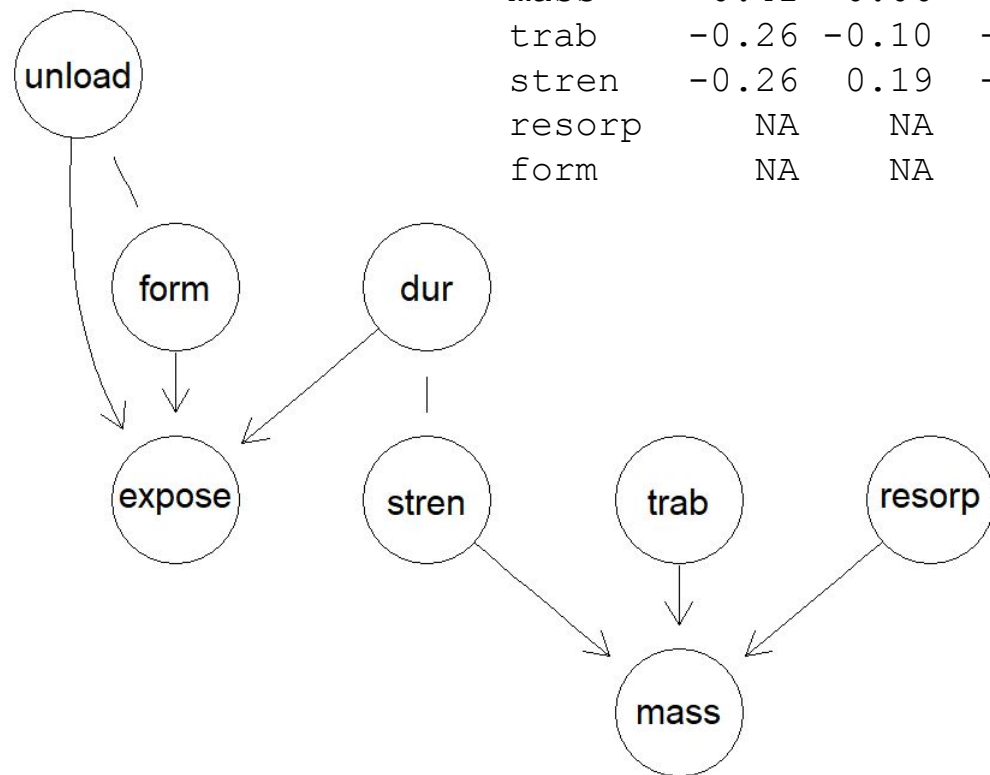 trab -0.26 -0.10 -
stren -0.26 0.19 -
resorp NA NA
form NA NA
unload
form
dur
expose
stren
trab
resorp
mass